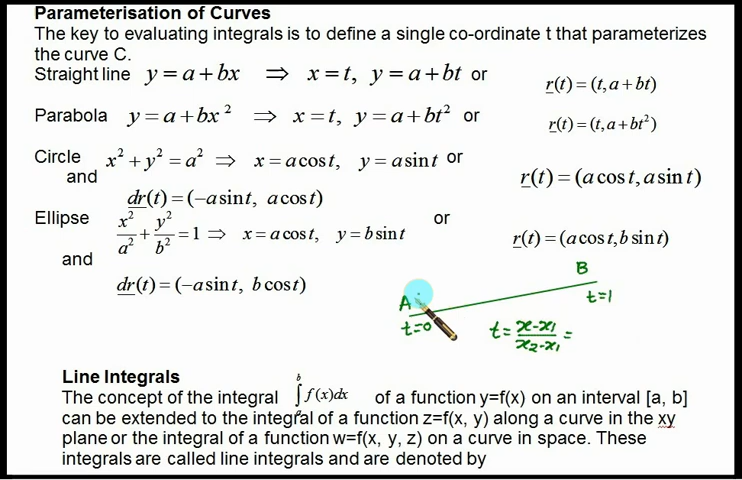 Parameterisation of Curves
The key to evaluating integrals is to define a single co-ordinate t that parameterizes
the curve C.
Straight line y = a + bx ⇒ x = t, y = a + bt or r(t) = (t, a + bt)
Parabola y = a + bx² ⇒ x = t, y = a + bt² or r(t) = (t, a + bt²)
Circle x² + y² = a² ⇒ x = a cos t, y = a sin t or r(t) = (a cos t, a sin t)
and
dr(t) = (−a sin t, a cos t)
Ellipse x²/a² + y²/b² = 1 ⇒ x = a cos t, y = b sin t or r(t) = (a cos t, b sin t)
and
dr(t) = (−a sin t, b cos t)
A B
t=0 t=1
t = (x-x₁)/(x₂-x₁) =
Line Integrals
The concept of the integral ∫ₐᵇ f(x)dx of a function y=f(x) on an interval [a, b]
can be extended to the integral of a function z=f(x, y) along a curve in the xy
plane or the integral of a function w=f(x, y, z) on a curve in space. These
integrals are called line integrals and are denoted by